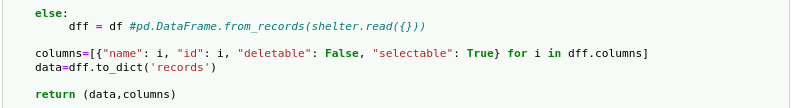 else:
dff = df #pd.DataFrame.from_records(shelter.read({}))
columns=[{"name": i, "id": i, "deletable": False, "selectable": True} for i in dff.columns]
data=dff.to_dict('records')
return (data,columns)